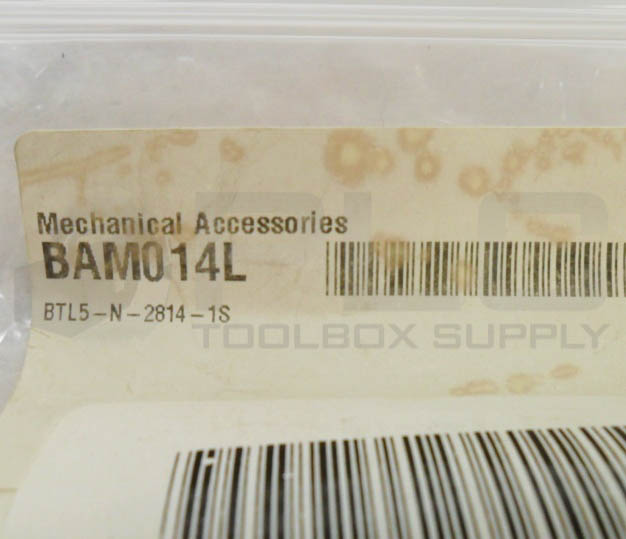 Mechanical Accessories
BAM014L
BTL5-N-2814-1S
TOOLBOX SUPPLY